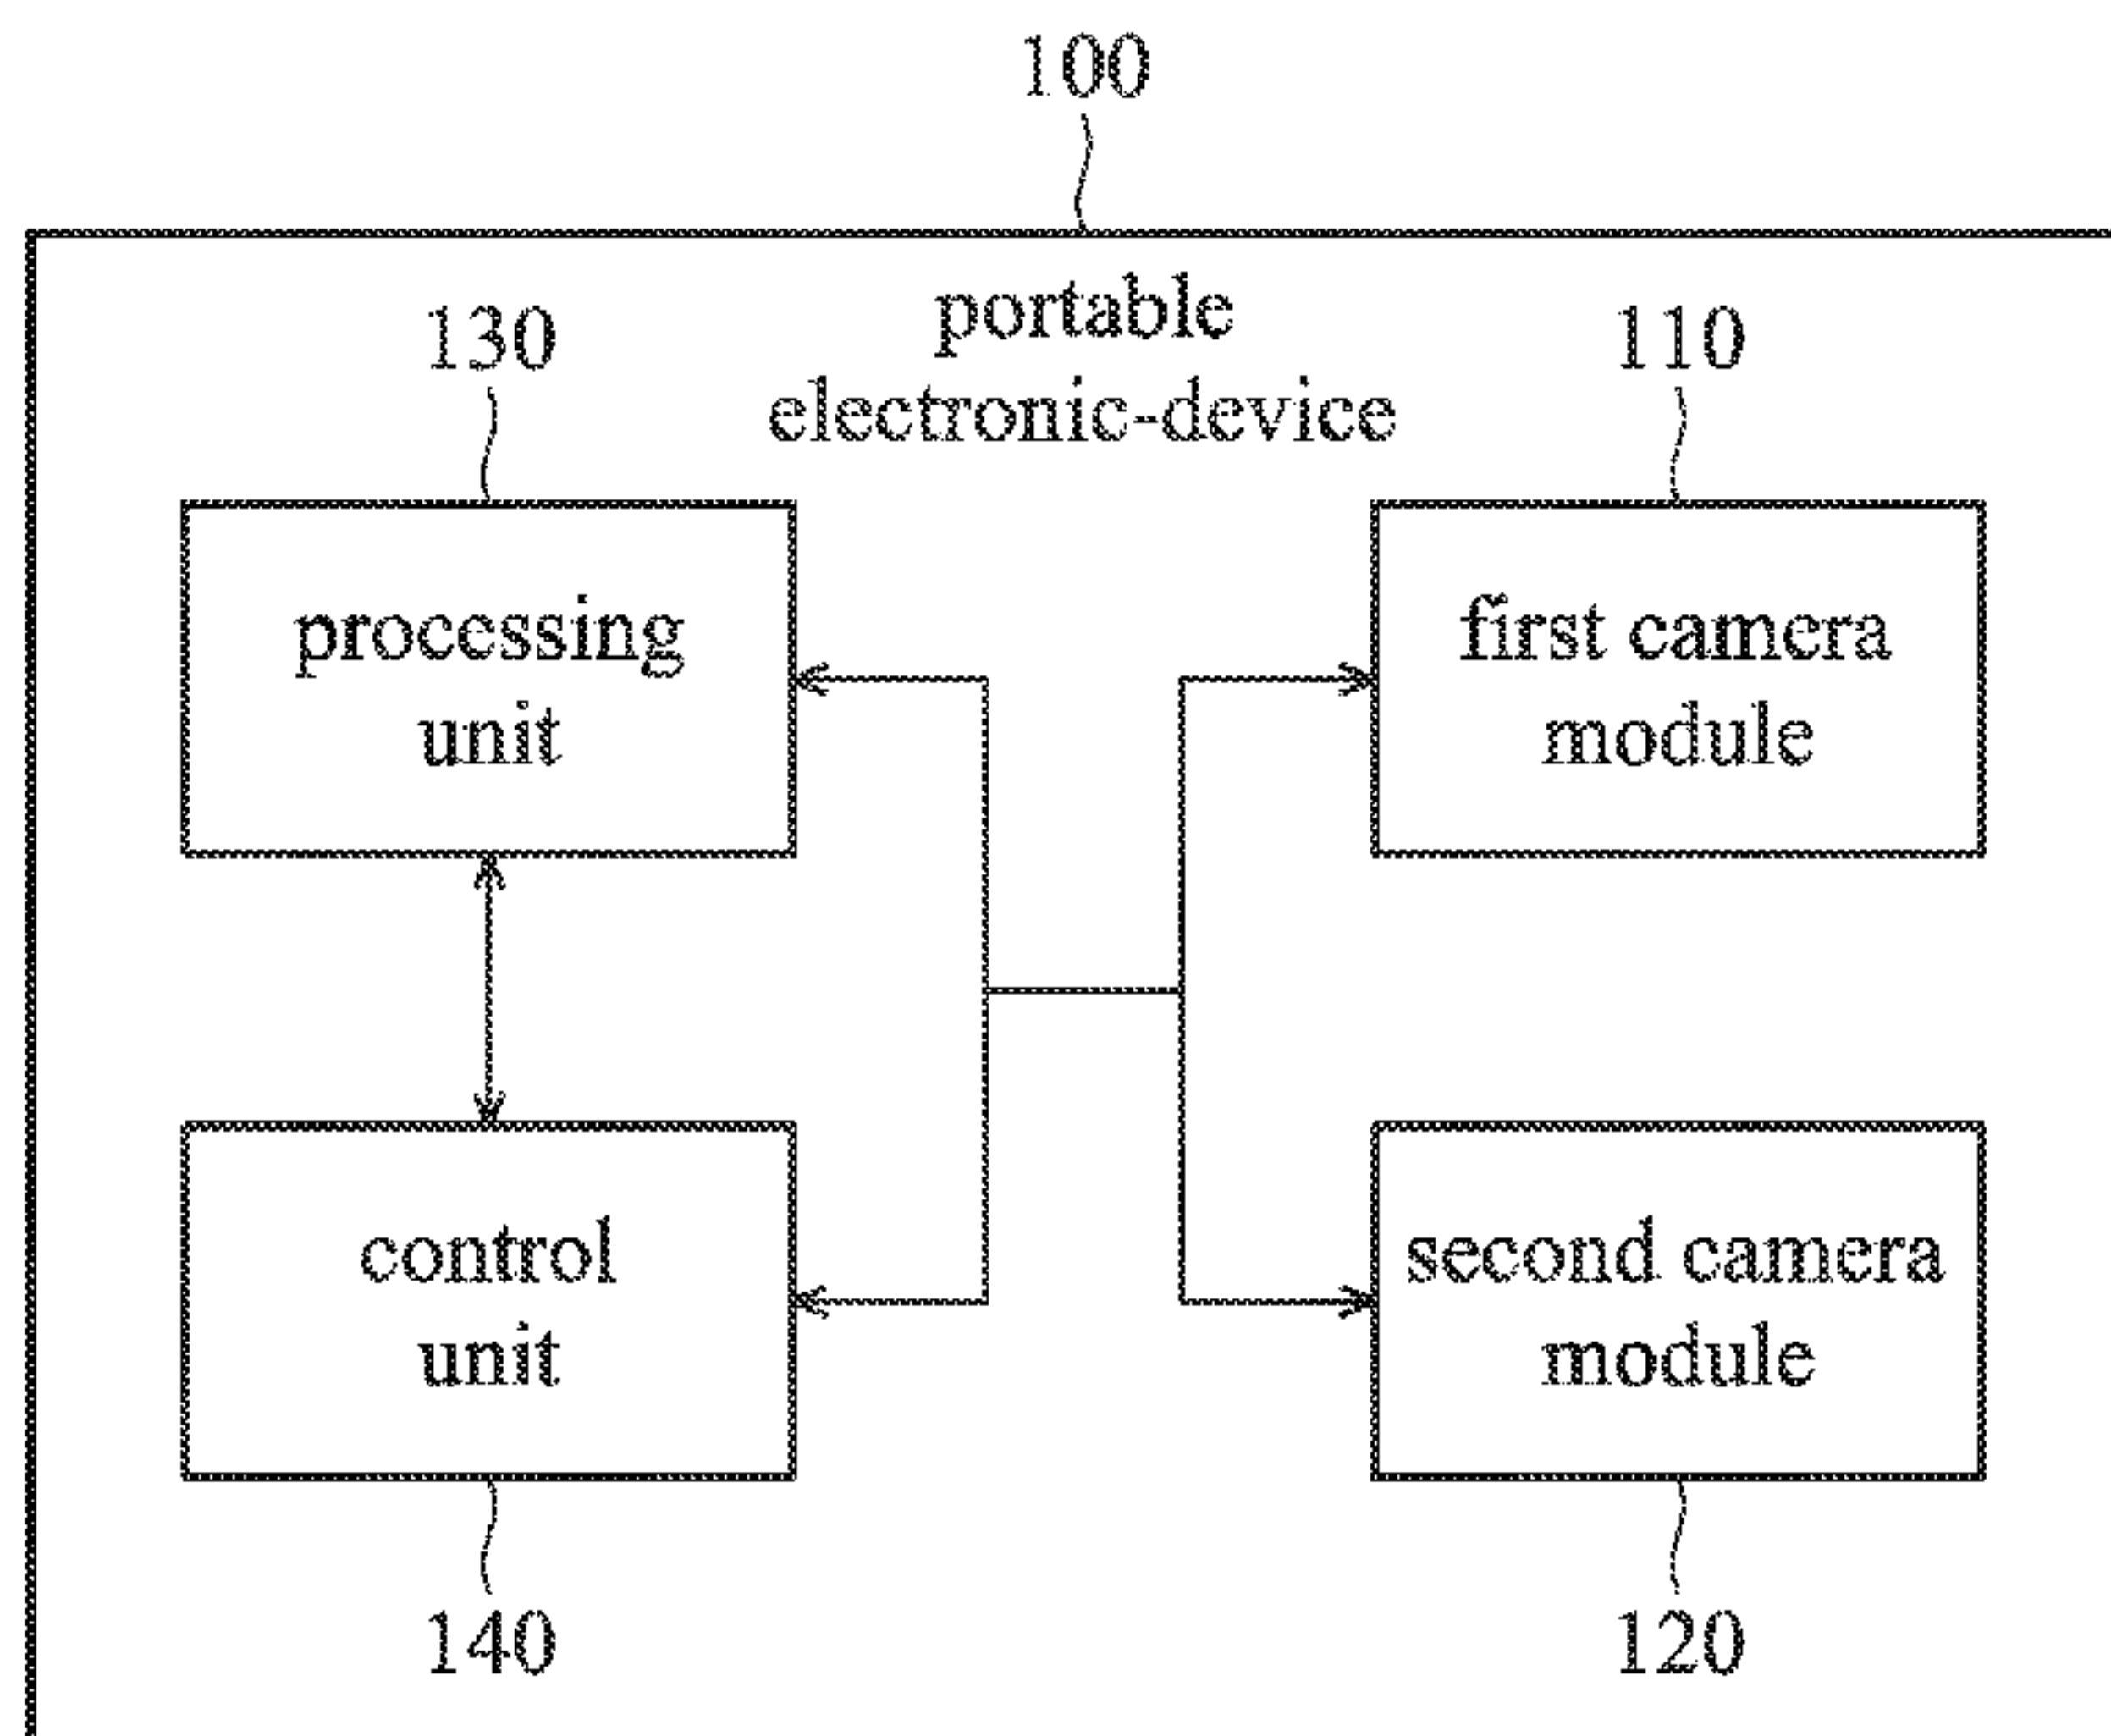 100
portable
electronic-device
130
110
processing
unit
first camera
module
control
unit
second camera
module
140
120